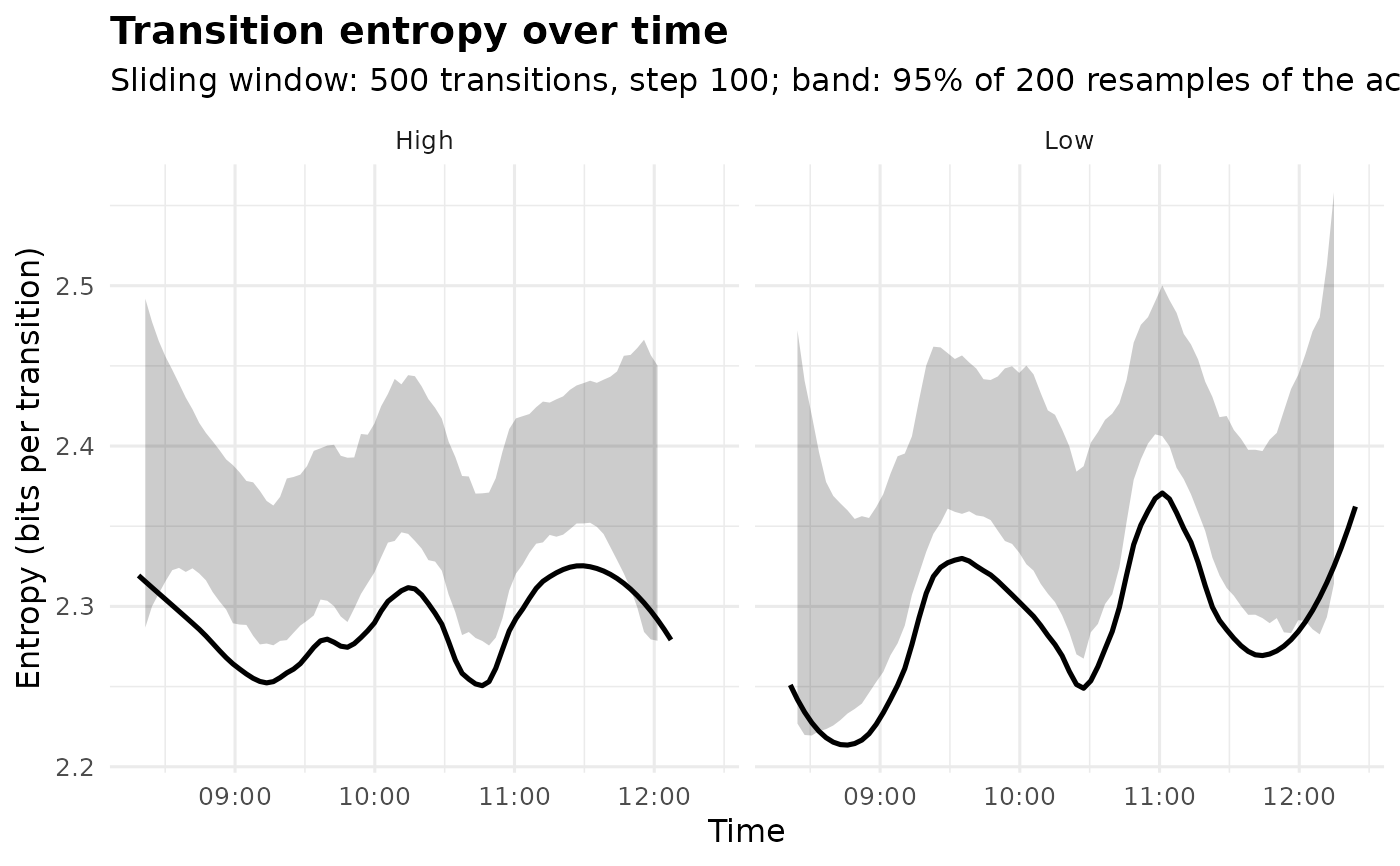 Transition entropy over time
Sliding window: 500 transitions, step 100; band: 95% of 200 resamples of the ac
High
Low
Entropy (bits per transition)
2.5
2.4
2.3
2.2
09:00
10:00
11:00
12:00
09:00
10:00
11:00
12:00
Time